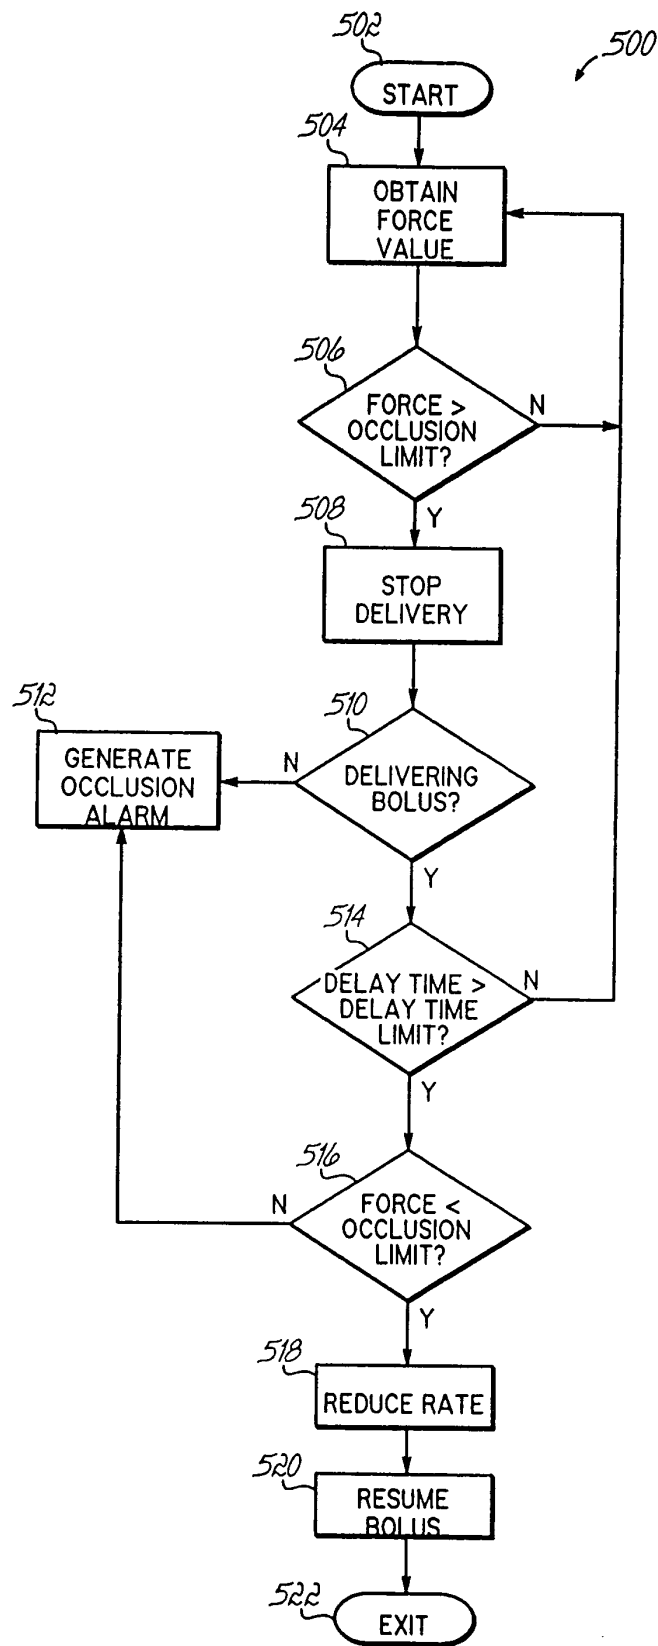 502
500
START
504
OBTAIN
FORCE
VALUE
506
FORCE >
OCCLUSION
LIMIT?
N
Y
508
STOP
DELIVERY
512
GENERATE
OCCLUSION
ALARM
510
N
DELIVERING
BOLUS?
Y
514
DELAY TIME >
DELAY TIME
LIMIT?
N
Y
516
N
FORCE <
OCCLUSION
LIMIT?
Y
518
REDUCE RATE
520
RESUME
BOLUS
522
EXIT